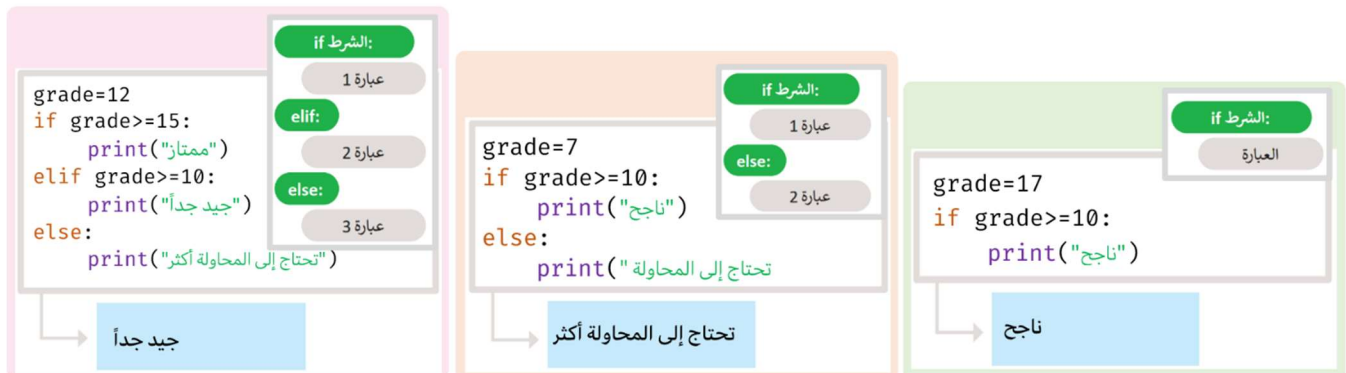 if الشرط:
العبارة
grade=17
if grade>=10:
print("ناجح")
ناجح
if الشرط:
عبارة 1
else:
عبارة 2
grade=7
if grade>=10:
print("ناجح")
else:
print("تحتاج إلى المحاولة
تحتاج إلى المحاولة أكثر
if الشرط:
عبارة 1
elif:
عبارة 2
else:
عبارة 3
grade=12
if grade>=15:
print("ممتاز")
elif grade>=10:
print("جيد جداً")
else:
print("تحتاج إلى المحاولة أكثر")
جيد جداً